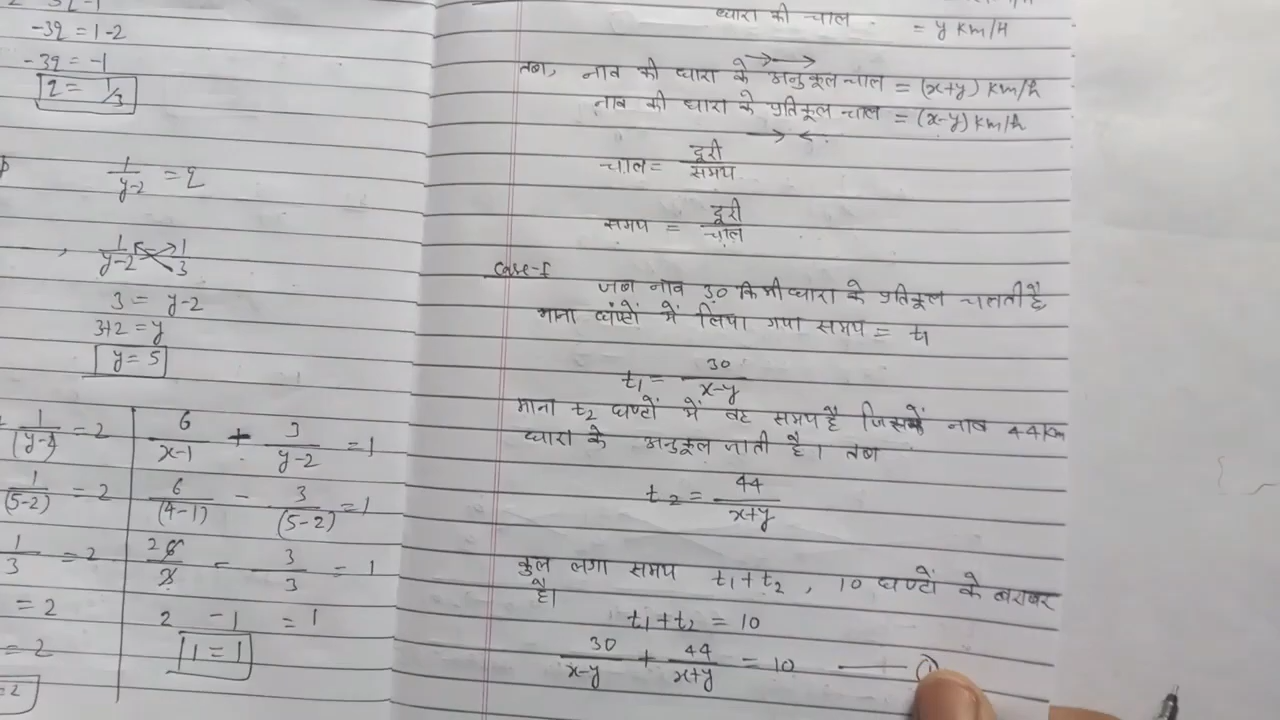 -3q = 1-2
-3q = -1
q = 1/3
1/(y-2) = q
1/(y-2) = 1/3
3 = y-2
3+2 = y
y = 5
1/(y-2) = 2
1/(5-2) = 2
1/3 = 2
= 2
= 2
= 2
6/(x-1) - 3/(y-2) = 1
6/(4-1) - 3/(5-2) = 1
6/3 - 3/3 = 1
2 - 1 = 1
1 = 1
धारा की चाल = y Km/H
तब, नाव की धारा के अनुकूल चाल = (x+y) Km/h
नाव की धारा के प्रतिकूल चाल = (x-y) Km/h
चाल = दूरी/समय
समय = दूरी/चाल
Case-I
जब नाव 30 किमी धारा के प्रतिकूल चलती है
माना घंण्टों में लिया गया समय = t₁
t₁ = 30/(x-y)
माना t₂ घण्टों में वह समय है जिसमें नाव 44 Km
धारा के अनुकूल जाती है। तब
t₂ = 44/(x+y)
कुल लगा समय t₁+t₂, 10 घण्टों के बराबर
है।
t₁+t₂ = 10
30/(x-y) + 44/(x+y) = 10 —— ①